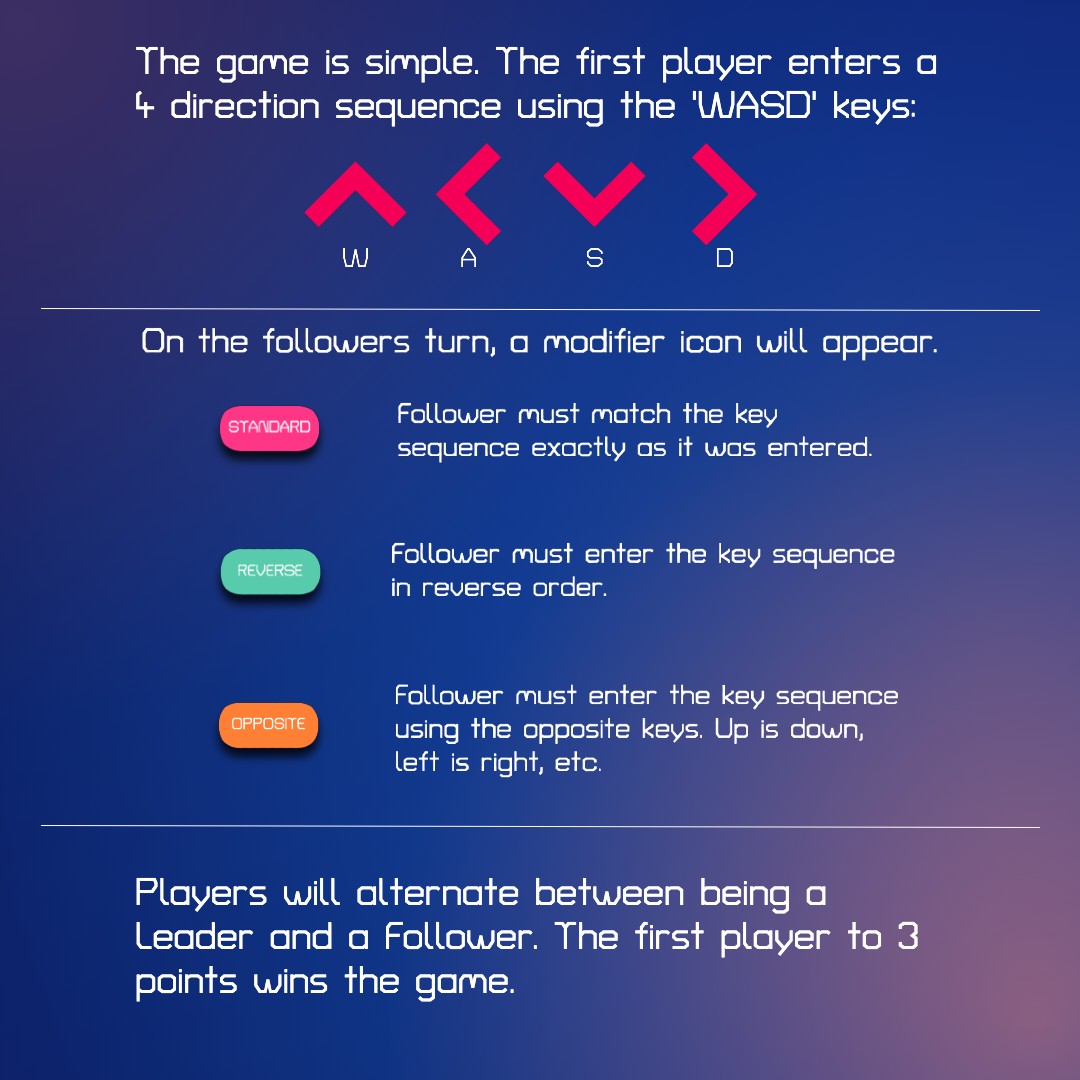 The game is simple. The first player enters a
4 direction sequence using the 'WASD' keys:
W A S D
On the followers turn, a modifier icon will appear.
STANDARD
Follower must match the key
sequence exactly as it was entered.
REVERSE
Follower must enter the key sequence
in reverse order.
OPPOSITE
Follower must enter the key sequence
using the opposite keys. Up is down,
left is right, etc.
Players will alternate between being a
Leader and a Follower. The first player to 3
points wins the game.